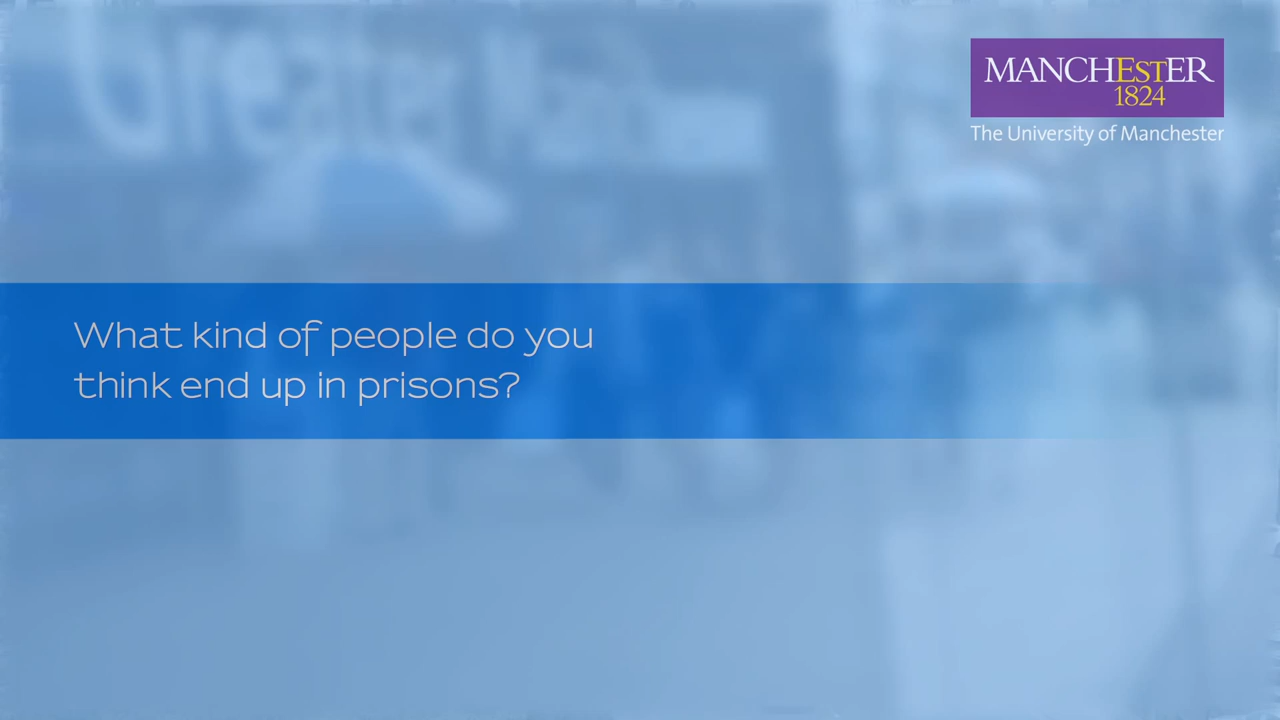 MANCHESTER
1824
The University of Manchester
What kind of people do you
think end up in prisons?